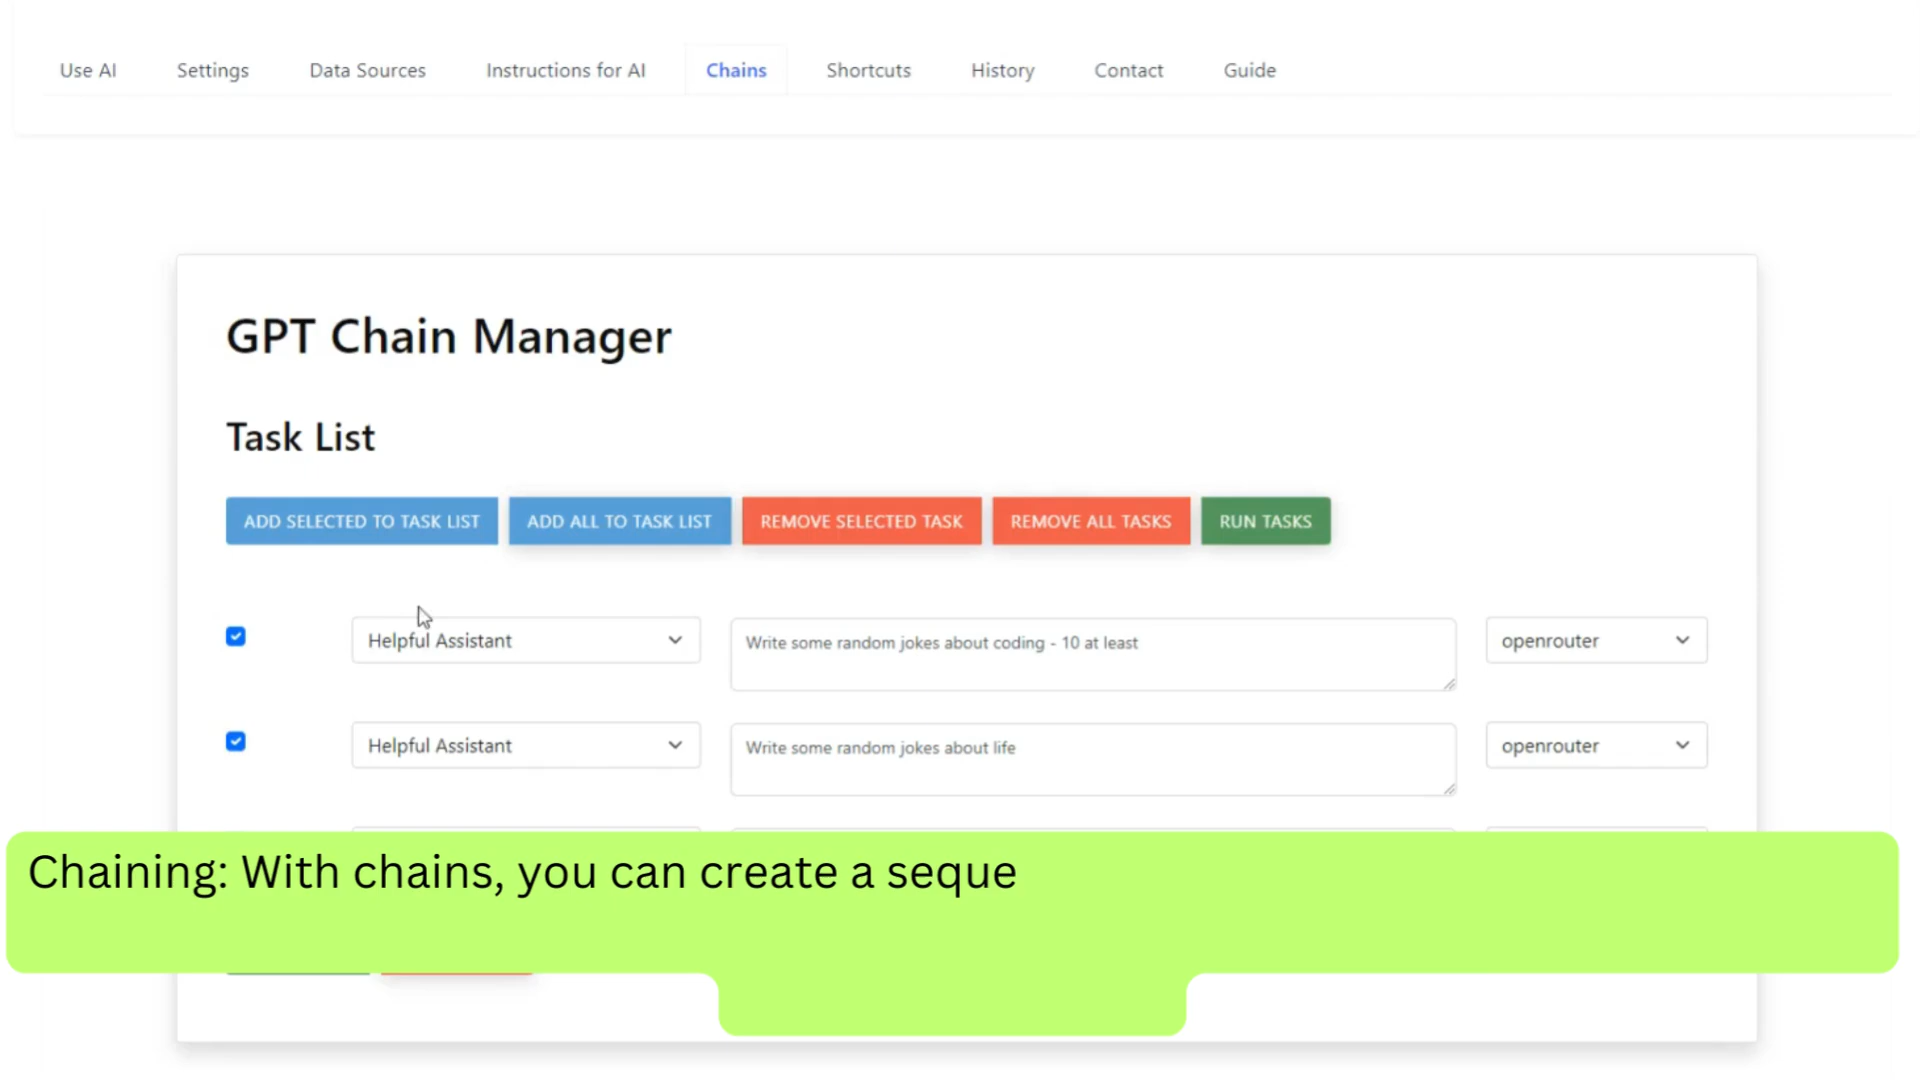 Use AI Settings Data Sources Instructions for AI Chains Shortcuts History Contact Guide
GPT Chain Manager
Task List
ADD SELECTED TO TASK LIST ADD ALL TO TASK LIST REMOVE SELECTED TASK REMOVE ALL TASKS RUN TASKS
Helpful Assistant Write some random jokes about coding - 10 at least openrouter
Helpful Assistant Write some random jokes about life openrouter
Chaining: With chains, you can create a seque